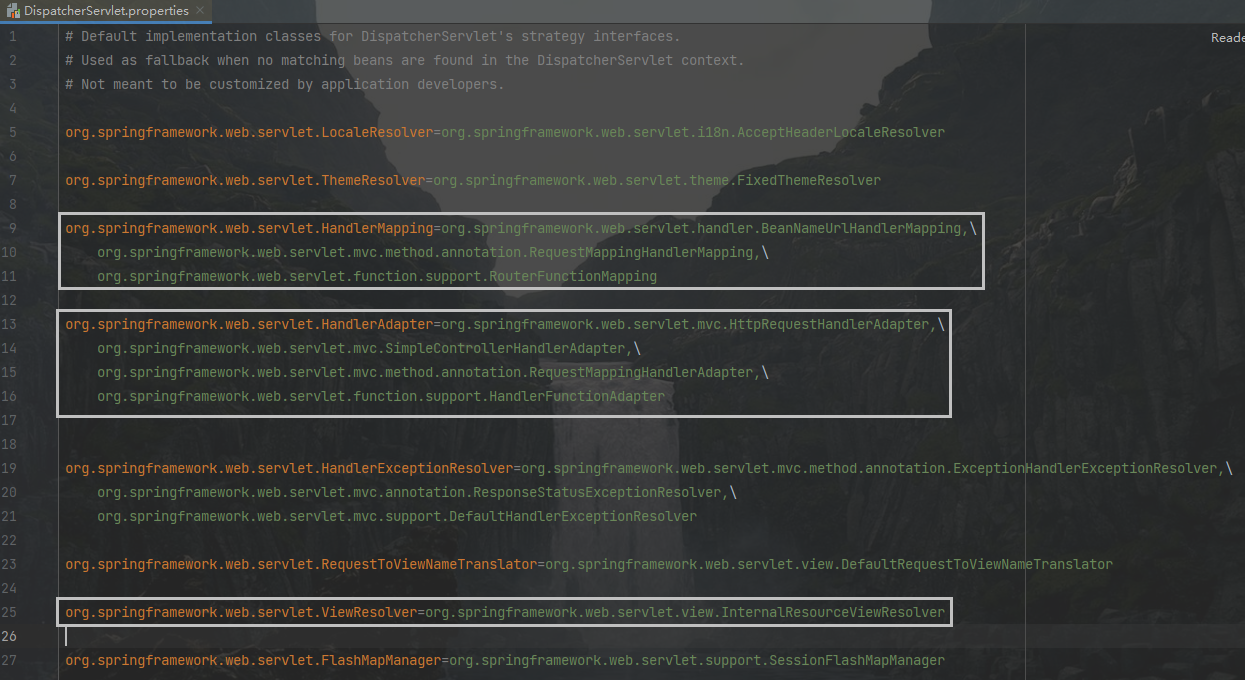 DispatcherServlet.properties
Reade
1 # Default implementation classes for DispatcherServlet's strategy interfaces.
2 # Used as fallback when no matching beans are found in the DispatcherServlet context.
3 # Not meant to be customized by application developers.
4
5 org.springframework.web.servlet.LocaleResolver=org.springframework.web.servlet.i18n.AcceptHeaderLocaleResolver
6
7 org.springframework.web.servlet.ThemeResolver=org.springframework.web.servlet.theme.FixedThemeResolver
8
9 org.springframework.web.servlet.HandlerMapping=org.springframework.web.servlet.handler.BeanNameUrlHandlerMapping,\
10 org.springframework.web.servlet.mvc.method.annotation.RequestMappingHandlerMapping,\
11 org.springframework.web.servlet.function.support.RouterFunctionMapping
12
13 org.springframework.web.servlet.HandlerAdapter=org.springframework.web.servlet.mvc.HttpRequestHandlerAdapter,\
14 org.springframework.web.servlet.mvc.SimpleControllerHandlerAdapter,\
15 org.springframework.web.servlet.mvc.method.annotation.RequestMappingHandlerAdapter,\
16 org.springframework.web.servlet.function.support.HandlerFunctionAdapter
17
18
19 org.springframework.web.servlet.HandlerExceptionResolver=org.springframework.web.servlet.mvc.method.annotation.ExceptionHandlerExceptionResolver,\
20 org.springframework.web.servlet.mvc.annotation.ResponseStatusExceptionResolver,\
21 org.springframework.web.servlet.mvc.support.DefaultHandlerExceptionResolver
22
23 org.springframework.web.servlet.RequestToViewNameTranslator=org.springframework.web.servlet.view.DefaultRequestToViewNameTranslator
24
25 org.springframework.web.servlet.ViewResolver=org.springframework.web.servlet.view.InternalResourceViewResolver
26
27 org.springframework.web.servlet.FlashMapManager=org.springframework.web.servlet.support.SessionFlashMapManager